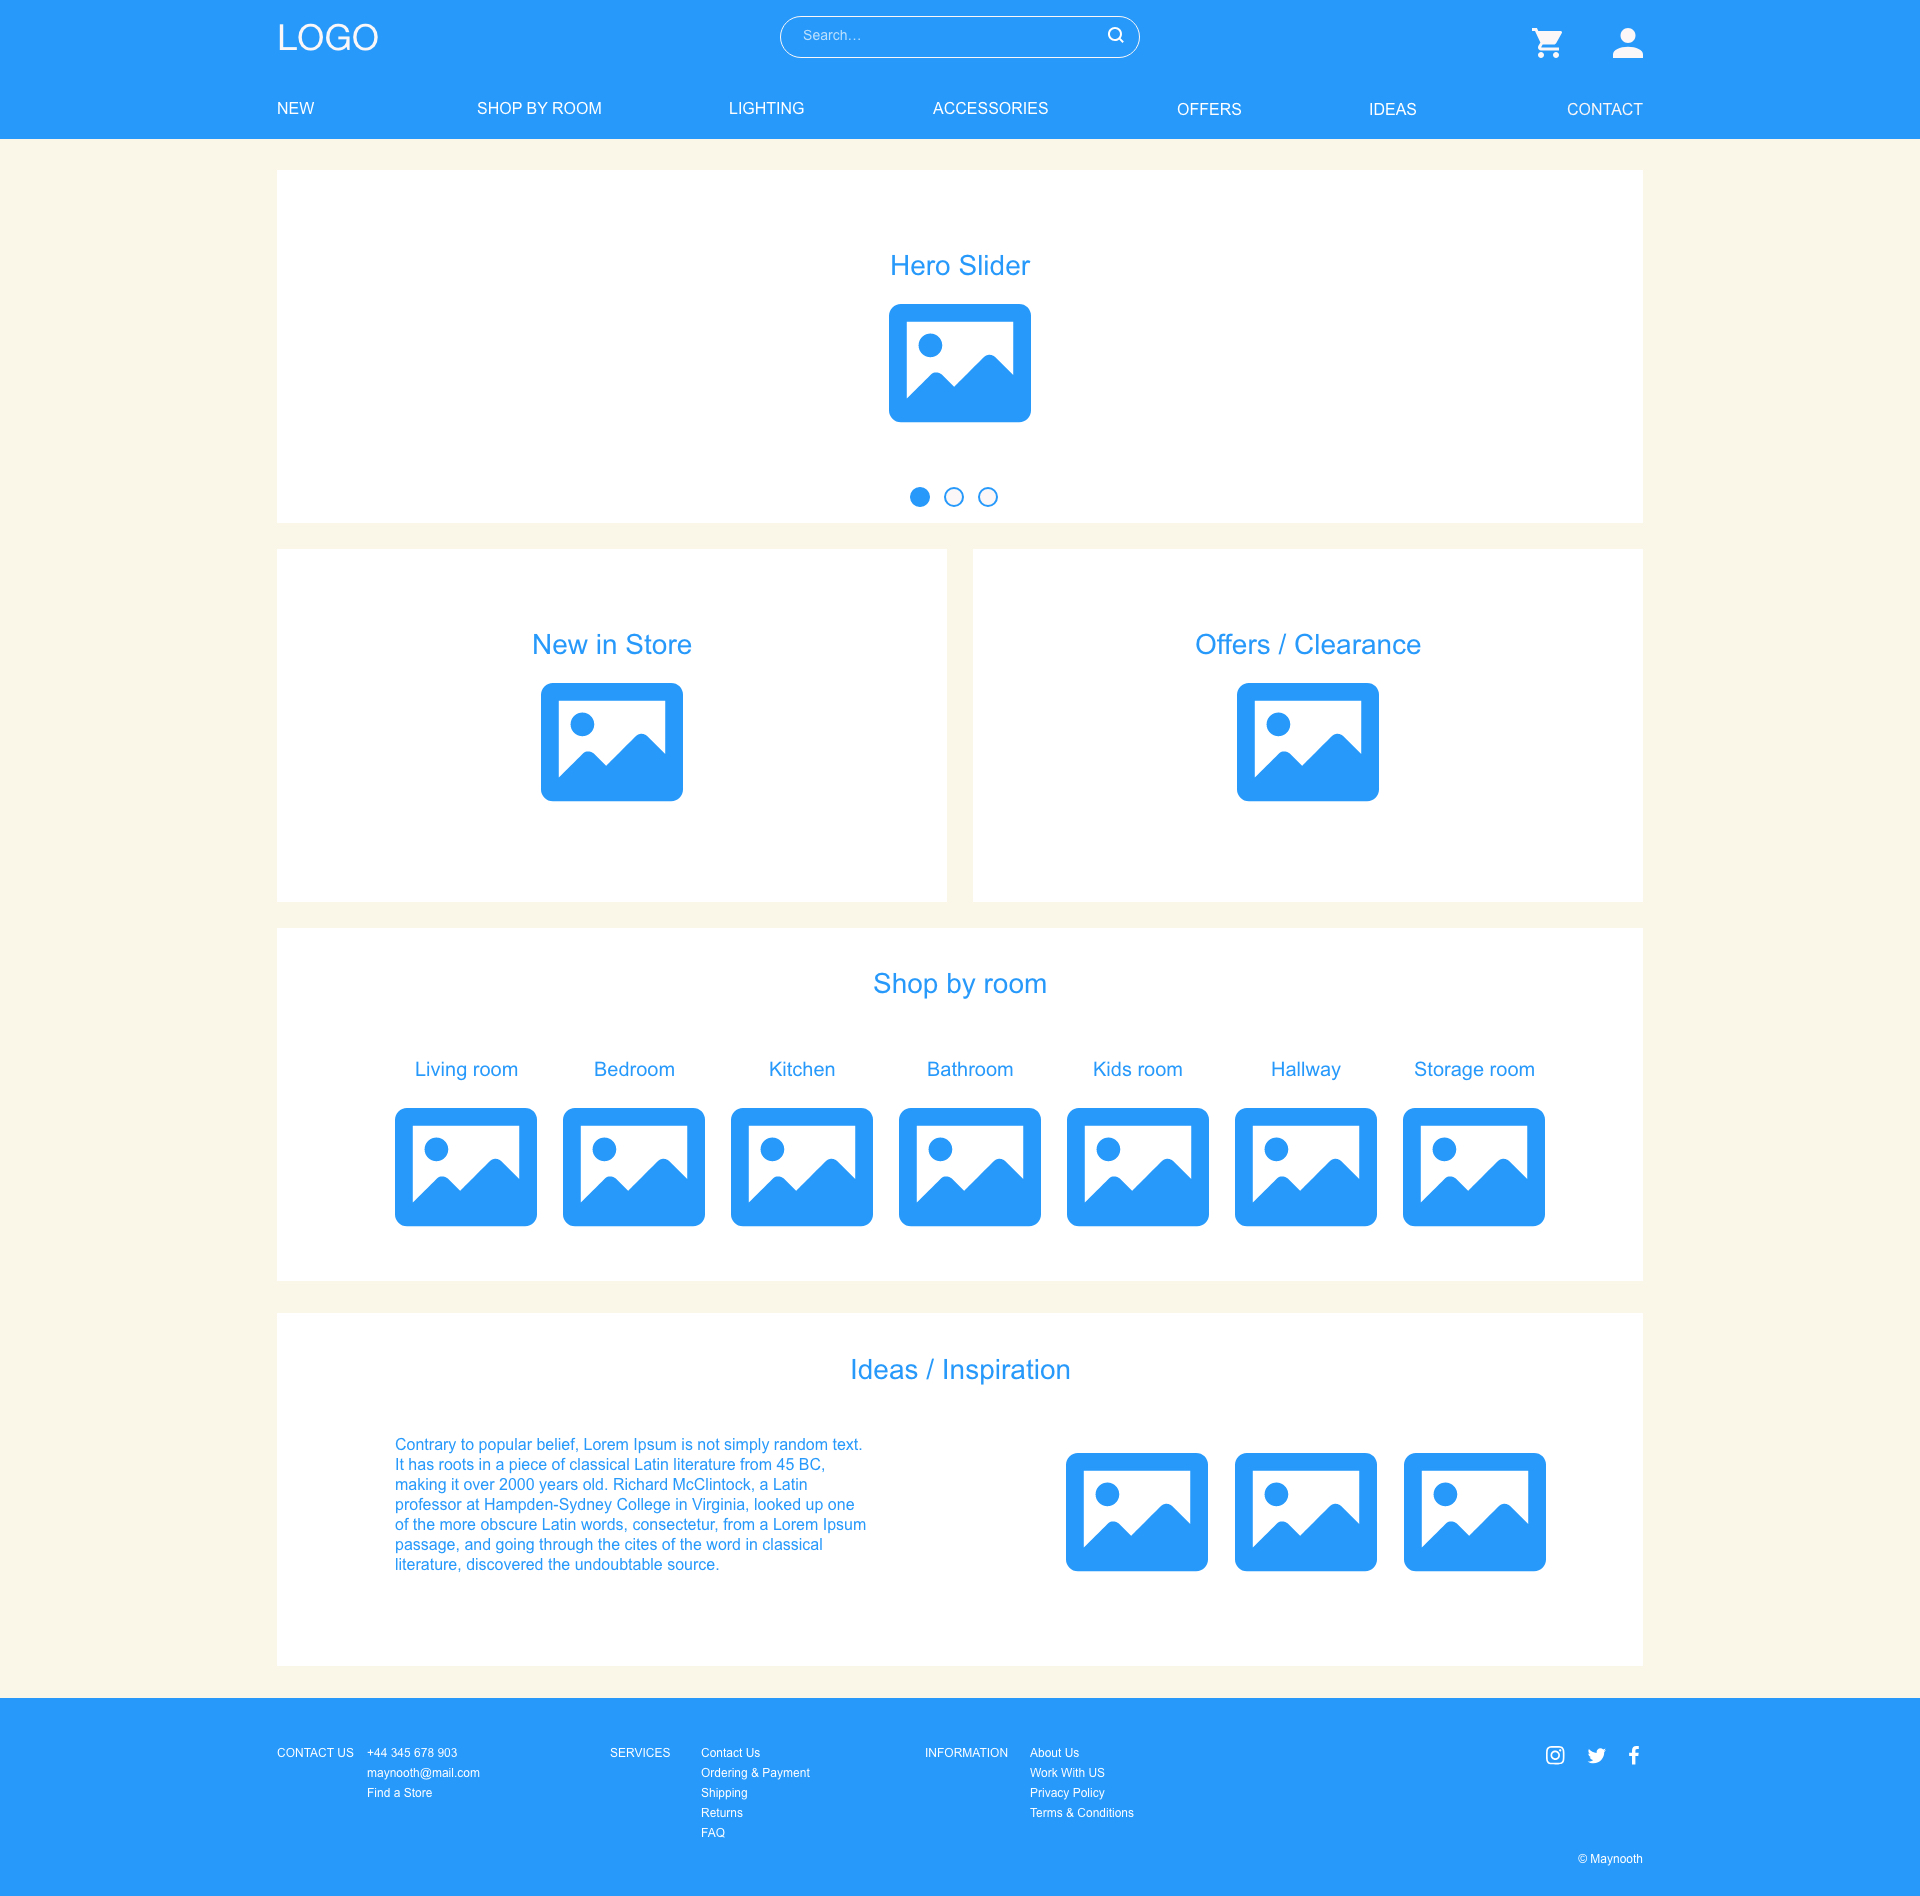 LOGO
Search...
NEW
SHOP BY ROOM
LIGHTING
ACCESSORIES
OFFERS
IDEAS
CONTACT
Hero Slider
New in Store
Offers / Clearance
Shop by room
Living room
Bedroom
Kitchen
Bathroom
Kids room
Hallway
Storage room
Ideas / Inspiration
Contrary to popular belief, Lorem Ipsum is not simply random text.
It has roots in a piece of classical Latin literature from 45 BC,
making it over 2000 years old. Richard McClintock, a Latin
professor at Hampden-Sydney College in Virginia, looked up one
of the more obscure Latin words, consectetur, from a Lorem Ipsum
passage, and going through the cites of the word in classical
literature, discovered the undoubtable source.
CONTACT US
+44 345 678 903
maynooth@mail.com
Find a Store
SERVICES
Contact Us
Ordering & Payment
Shipping
Returns
FAQ
INFORMATION
About Us
Work With US
Privacy Policy
Terms & Conditions
© Maynooth